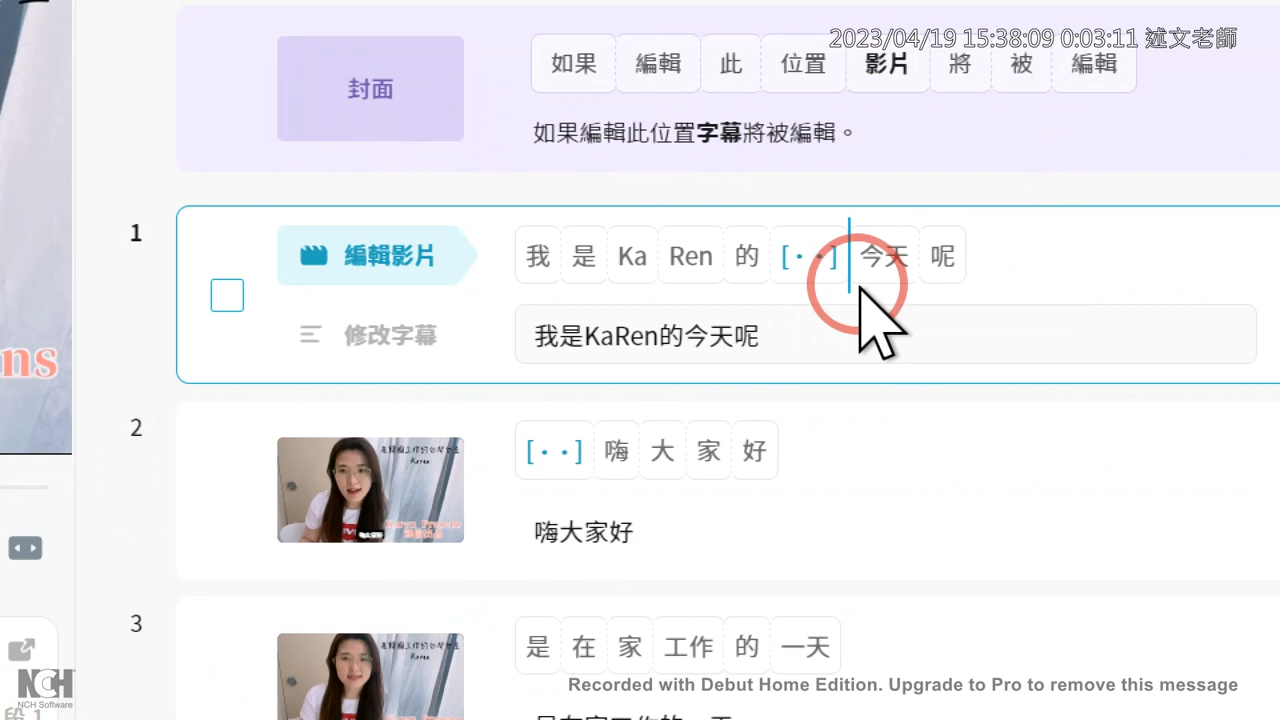 2023/04/19 15:38:09 0:03:11 述文老師
封面
如果 編輯 此 位置 影片 將 被 編輯
如果編輯此位置字幕將被編輯。
1
編輯影片
我 是 Ka Ren 的 [··] 今天 呢
修改字幕
我是KaRen的今天呢
ns
2
[··] 嗨 大 家 好
嗨大家好
3
是 在 家 工作 的 一天
Recorded with Debut Home Edition. Upgrade to Pro to remove this message
NCH
NCH Software
段 1